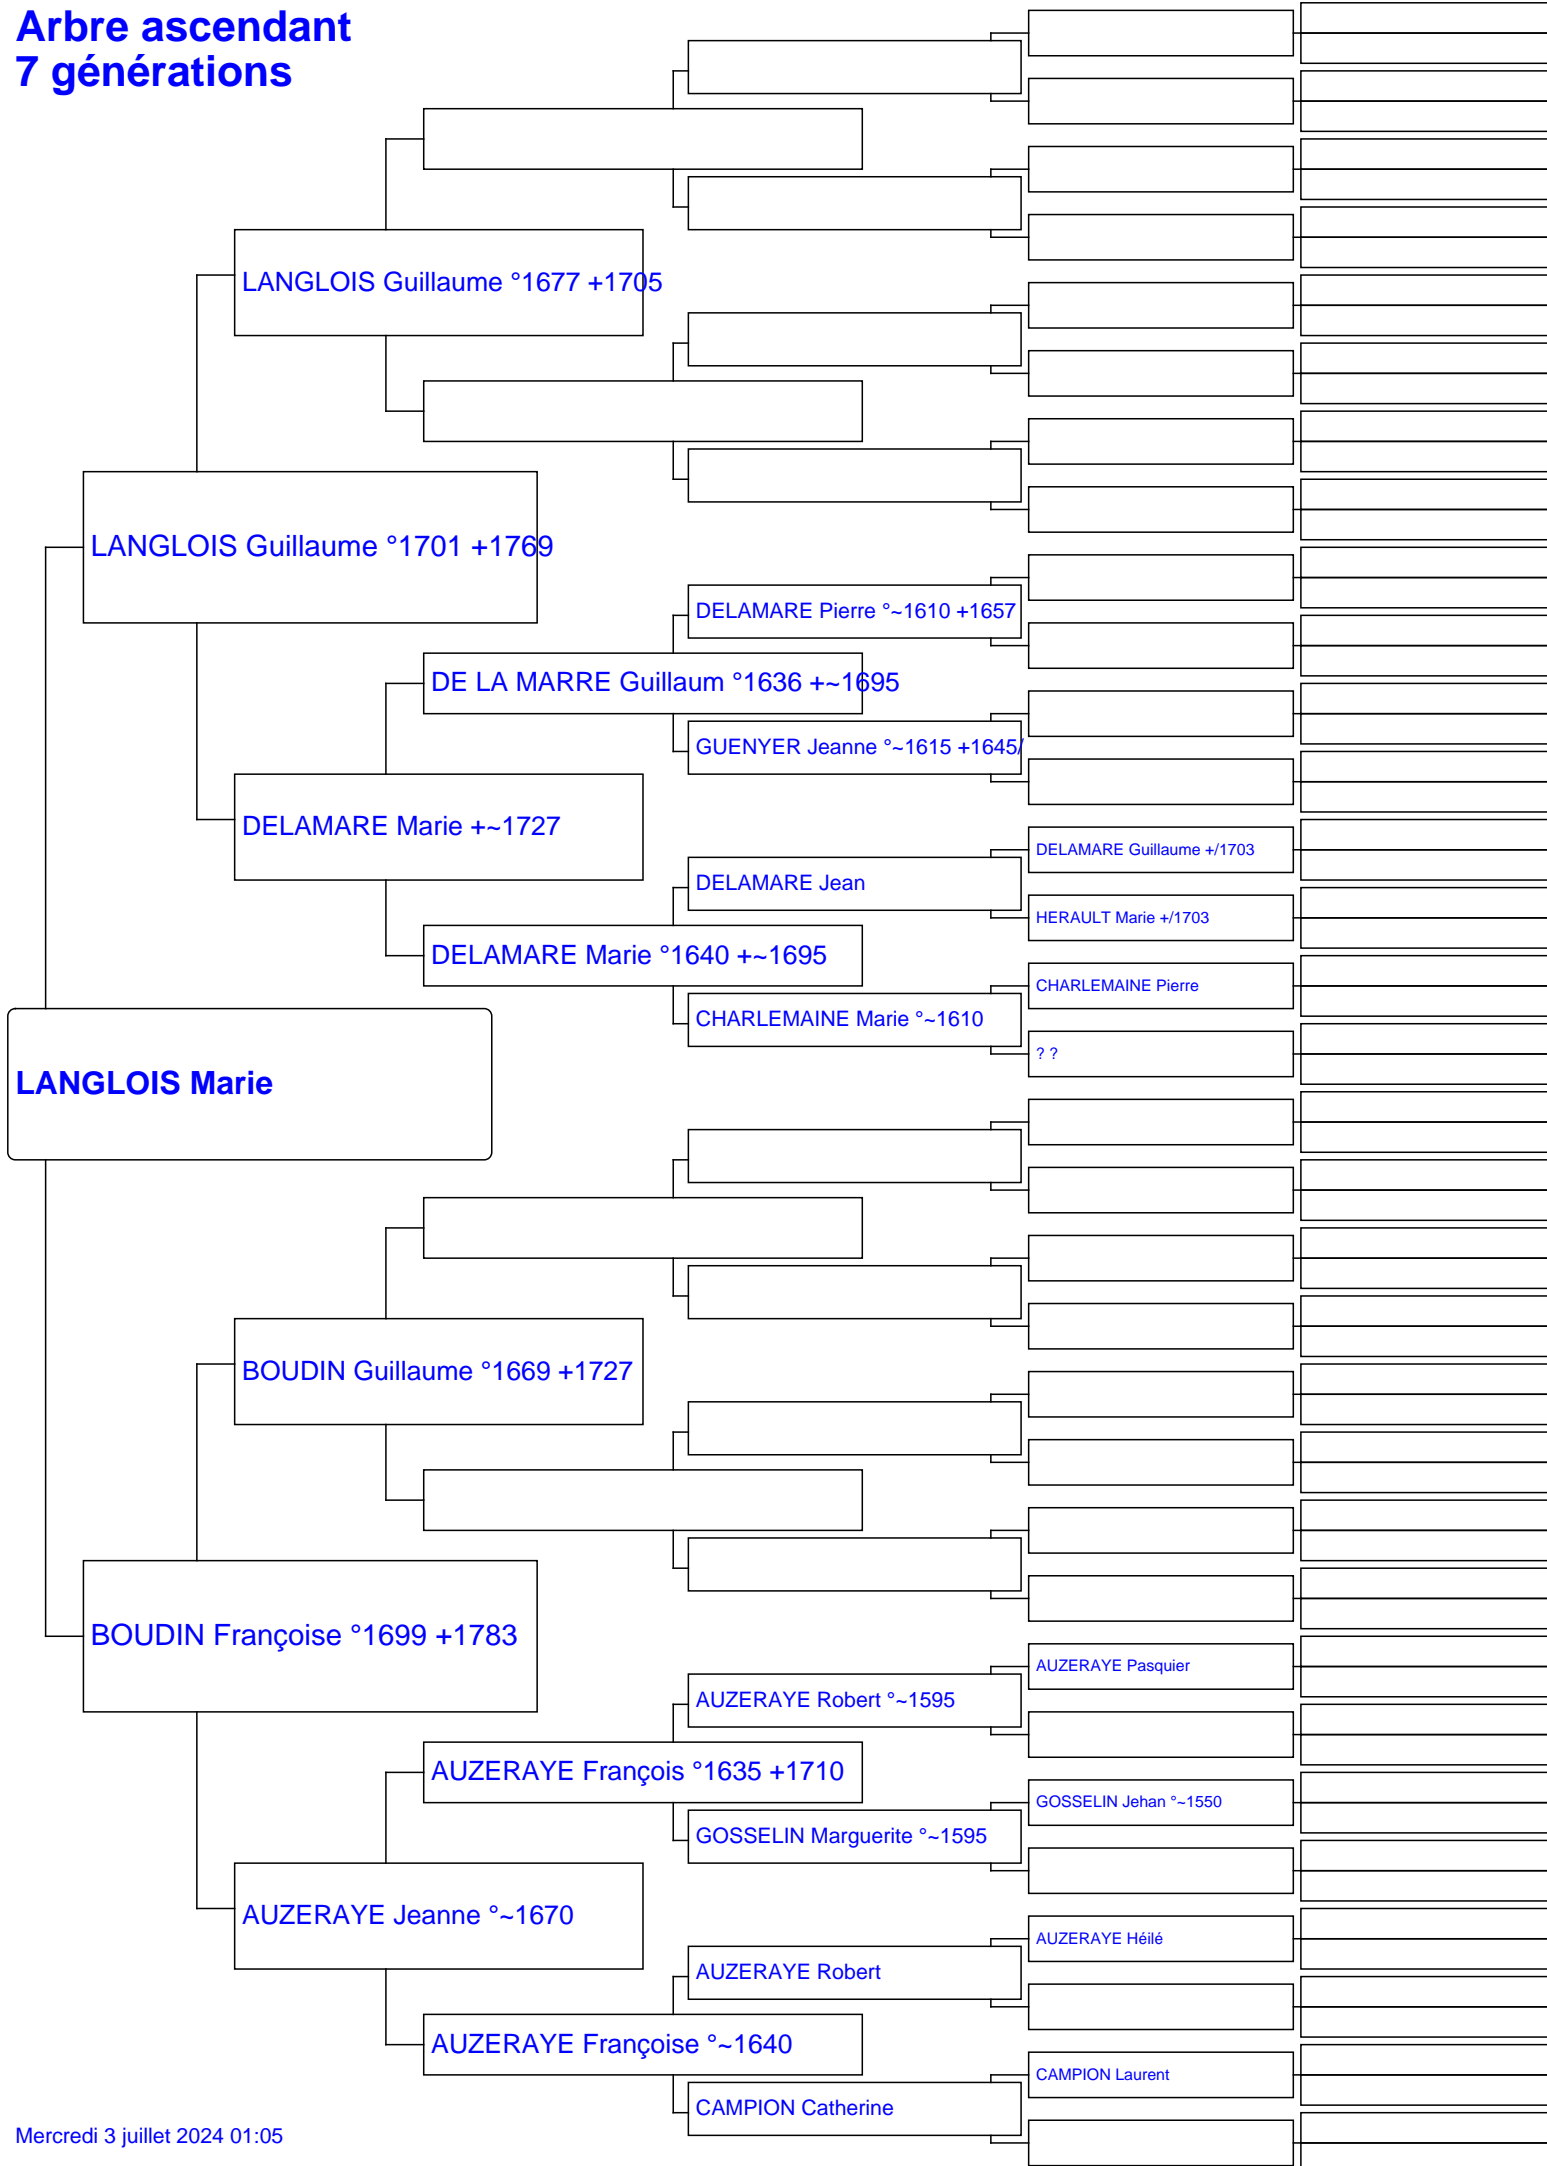 Arbre ascendant
7 générations
LANGLOIS Guillaume °1677 +1705
LANGLOIS Guillaume °1701 +1769
DELAMARE Pierre °~1610 +1657
DE LA MARRE Guillaum °1636 +~1695
GUENYER Jeanne °~1615 +1645/
DELAMARE Marie +~1727
DELAMARE Guillaume +/1703
DELAMARE Jean
HERAULT Marie +/1703
DELAMARE Marie °1640 +~1695
CHARLEMAINE Pierre
CHARLEMAINE Marie °~1610
? ?
LANGLOIS Marie
BOUDIN Guillaume °1669 +1727
BOUDIN Françoise °1699 +1783
AUZERAYE Pasquier
AUZERAYE Robert °~1595
AUZERAYE François °1635 +1710
GOSSELIN Jehan °~1550
GOSSELIN Marguerite °~1595
AUZERAYE Jeanne °~1670
AUZERAYE Héilé
AUZERAYE Robert
AUZERAYE Françoise °~1640
CAMPION Laurent
CAMPION Catherine
Mercredi 3 juillet 2024 01:05